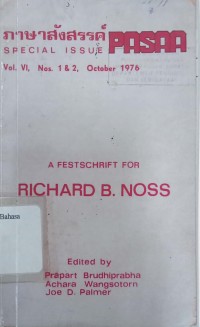 ภาษาสังสรรค์ PASAA
SPECIAL ISSUE
Vol. VI, Nos. 1 & 2, October 1976
A FESTSCHRIFT FOR
RICHARD B. NOSS
Bahasa
Edited by
Prapart Brudhiprabha
Achara Wangsotorn
Joe D. Palmer